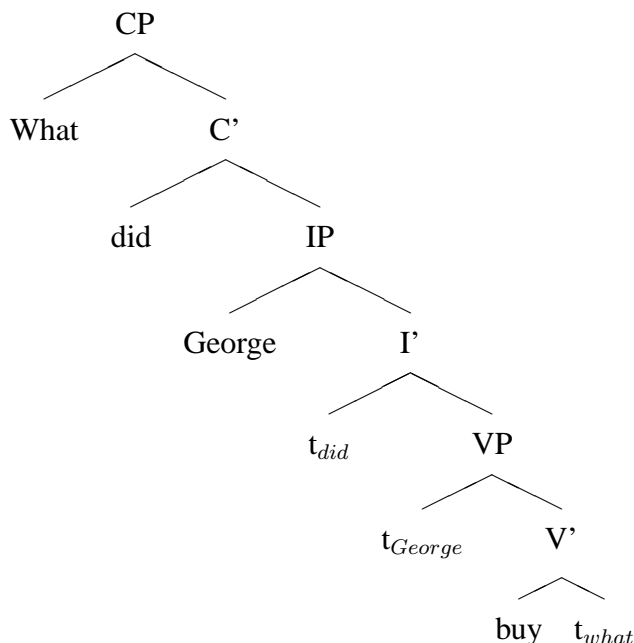 CP
What C’
did IP
George I’
t_did VP
t_George V’
buy t_what